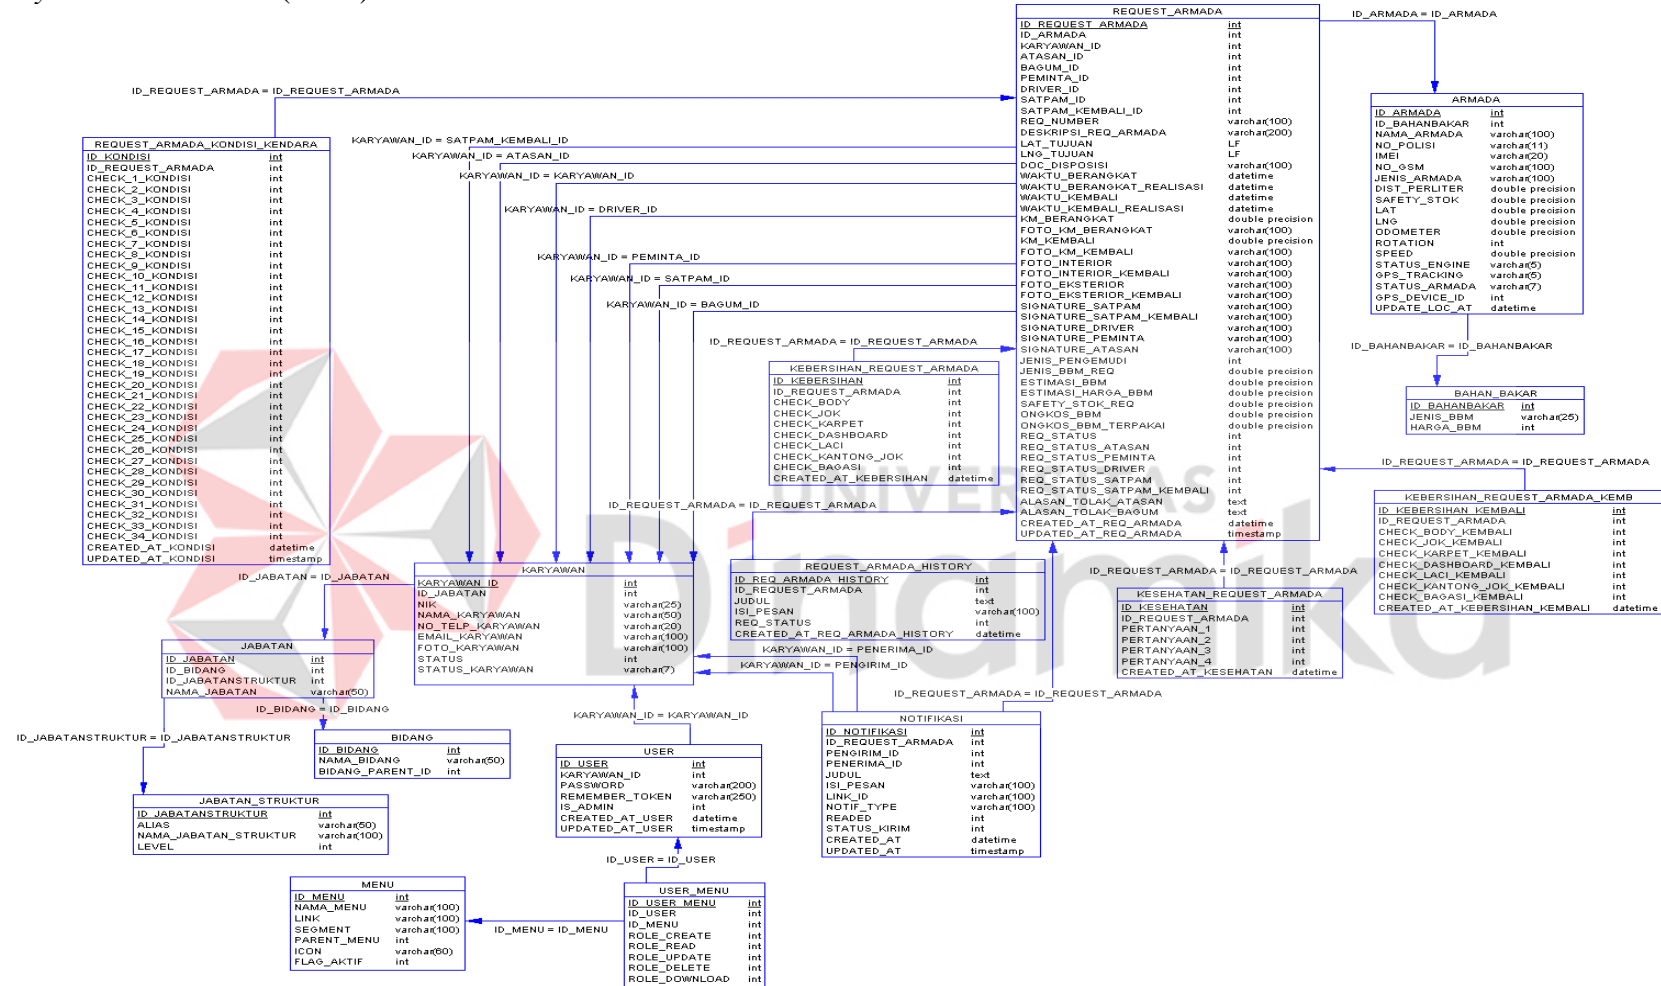 REQUEST_ARMADA
ID_REQUEST_ARMADA int
ID_ARMADA int
KARYAWAN_ID int
ATASAN_ID int
BAGUM_ID int
PEMINTA_ID int
DRIVER_ID int
SATPAM_ID int
SATPAM_KEMBALI_ID int
REQ_NUMBER varchar(100)
DESKRIPSI_REQ_ARMADA varchar(200)
LAT_TUJUAN LF
LNG_TUJUAN LF
DOC_DISPOSISI varchar(100)
WAKTU_BERANGKAT datetime
WAKTU_BERANGKAT_REALISASI datetime
WAKTU_KEMBALI datetime
WAKTU_KEMBALI_REALISASI datetime
KM_BERANGKAT double precision
FOTO_KM_BERANGKAT varchar(100)
KM_KEMBALI double precision
FOTO_KM_KEMBALI varchar(100)
FOTO_INTERIOR varchar(100)
FOTO_INTERIOR_KEMBALI varchar(100)
FOTO_EKSTERIOR varchar(100)
FOTO_EKSTERIOR_KEMBALI varchar(100)
SIGNATURE_SATPAM varchar(100)
SIGNATURE_SATPAM_KEMBALI varchar(100)
SIGNATURE_DRIVER varchar(100)
SIGNATURE_PEMINTA varchar(100)
SIGNATURE_ATASAN varchar(100)
JENIS_PENGEMUDI int
JENIS_BBM_REQ double precision
ESTIMASI_BBM double precision
ESTIMASI_HARGA_BBM double precision
SAFETY_STOK_REQ double precision
ONGKOS_BBM double precision
ONGKOS_BBM_TERPAKAI double precision
REQ_STATUS int
REQ_STATUS_ATASAN int
REQ_STATUS_PEMINTA int
REQ_STATUS_DRIVER int
REQ_STATUS_SATPAM int
REQ_STATUS_SATPAM_KEMBALI int
ALASAN_TOLAK_ATASAN text
ALASAN_TOLAK_BAGUM text
CREATED_AT_REQ_ARMADA datetime
UPDATED_AT_REQ_ARMADA timestamp
ID_ARMADA = ID_ARMADA
ARMADA
ID_ARMADA int
ID_BAHANBAKAR int
NAMA_ARMADA varchar(100)
NO_POLISI varchar(11)
IMEI varchar(20)
NO_GSM varchar(100)
JENIS_ARMADA varchar(100)
DIST_PERLITER double precision
SAFETY_STOK double precision
LAT double precision
LNG double precision
ODOMETER double precision
ROTATION int
SPEED double precision
STATUS_ENGINE varchar(5)
GPS_TRACKING varchar(5)
STATUS_ARMADA varchar(7)
GPS_DEVICE_ID int
UPDATE_LOC_AT datetime
ID_BAHANBAKAR = ID_BAHANBAKAR
BAHAN_BAKAR
ID_BAHANBAKAR int
JENIS_BBM varchar(25)
HARGA_BBM int
ID_REQUEST_ARMADA = ID_REQUEST_ARMADA
REQUEST_ARMADA_KONDISI_KENDARA
ID_KONDISI int
ID_REQUEST_ARMADA int
CHECK_1_KONDISI int
CHECK_2_KONDISI int
CHECK_3_KONDISI int
CHECK_4_KONDISI int
CHECK_5_KONDISI int
CHECK_6_KONDISI int
CHECK_7_KONDISI int
CHECK_8_KONDISI int
CHECK_9_KONDISI int
CHECK_10_KONDISI int
CHECK_11_KONDISI int
CHECK_12_KONDISI int
CHECK_13_KONDISI int
CHECK_14_KONDISI int
CHECK_15_KONDISI int
CHECK_16_KONDISI int
CHECK_17_KONDISI int
CHECK_18_KONDISI int
CHECK_19_KONDISI int
CHECK_20_KONDISI int
CHECK_21_KONDISI int
CHECK_22_KONDISI int
CHECK_23_KONDISI int
CHECK_24_KONDISI int
CHECK_25_KONDISI int
CHECK_26_KONDISI int
CHECK_27_KONDISI int
CHECK_28_KONDISI int
CHECK_29_KONDISI int
CHECK_30_KONDISI int
CHECK_31_KONDISI int
CHECK_32_KONDISI int
CHECK_33_KONDISI int
CHECK_34_KONDISI int
CREATED_AT_KONDISI datetime
UPDATED_AT_KONDISI timestamp
KARYAWAN_ID = SATPAM_KEMBALI_ID
KARYAWAN_ID = ATASAN_ID
KARYAWAN_ID = KARYAWAN_ID
KARYAWAN_ID = DRIVER_ID
KARYAWAN_ID = PEMINTA_ID
KARYAWAN_ID = SATPAM_ID
KARYAWAN_ID = BAGUM_ID
ID_REQUEST_ARMADA = ID_REQUEST_ARMADA
KEBERSIHAN_REQUEST_ARMADA
ID_KEBERSIHAN int
ID_REQUEST_ARMADA int
CHECK_BODY int
CHECK_JOK int
CHECK_KARPET int
CHECK_DASHBOARD int
CHECK_LACI int
CHECK_KANTONG_JOK int
CHECK_BAGASI int
CREATED_AT_KEBERSIHAN datetime
UNIVERSITAS
Dinamika
ID_REQUEST_ARMADA = ID_REQUEST_ARMADA
KEBERSIHAN_REQUEST_ARMADA_KEMB
ID_KEBERSIHAN_KEMBALI int
ID_REQUEST_ARMADA int
CHECK_BODY_KEMBALI int
CHECK_JOK_KEMBALI int
CHECK_KARPET_KEMBALI int
CHECK_DASHBOARD_KEMBALI int
CHECK_LACI_KEMBALI int
CHECK_KANTONG_JOK_KEMBALI int
CHECK_BAGASI_KEMBALI int
CREATED_AT_KEBERSIHAN_KEMBALI datetime
ID_REQUEST_ARMADA = ID_REQUEST_ARMADA
REQUEST_ARMADA_HISTORY
ID_REQ_ARMADA_HISTORY int
ID_REQUEST_ARMADA int
JUDUL text
ISI_PESAN varchar(100)
REQ_STATUS int
CREATED_AT_REQ_ARMADA_HISTORY datetime
ID_REQUEST_ARMADA = ID_REQUEST_ARMADA
KESEHATAN_REQUEST_ARMADA
ID_KESEHATAN int
ID_REQUEST_ARMADA int
PERTANYAAN_1 int
PERTANYAAN_2 int
PERTANYAAN_3 int
PERTANYAAN_4 int
CREATED_AT_KESEHATAN datetime
KARYAWAN
KARYAWAN_ID int
ID_JABATAN int
NIK varchar(25)
NAMA_KARYAWAN varchar(50)
NO_TELP_KARYAWAN varchar(20)
EMAIL_KARYAWAN varchar(100)
FOTO_KARYAWAN varchar(100)
STATUS int
STATUS_KARYAWAN varchar(7)
ID_JABATAN = ID_JABATAN
JABATAN
ID_JABATAN int
ID_BIDANG int
ID_JABATANSTRUKTUR int
NAMA_JABATAN varchar(50)
ID_BIDANG = ID_BIDANG
ID_JABATANSTRUKTUR = ID_JABATANSTRUKTUR
BIDANG
ID_BIDANG int
NAMA_BIDANG varchar(50)
BIDANG_PARENT_ID int
JABATAN_STRUKTUR
ID_JABATANSTRUKTUR int
ALIAS varchar(50)
NAMA_JABATAN_STRUKTUR varchar(100)
LEVEL int
KARYAWAN_ID = PENERIMA_ID
KARYAWAN_ID = PENGIRIM_ID
ID_REQUEST_ARMADA = ID_REQUEST_ARMADA
NOTIFIKASI
ID_NOTIFIKASI int
ID_REQUEST_ARMADA int
PENGIRIM_ID int
PENERIMA_ID int
JUDUL text
ISI_PESAN varchar(100)
LINK_ID varchar(100)
NOTIF_TYPE varchar(100)
READED int
STATUS_KIRIM int
CREATED_AT datetime
UPDATED_AT timestamp
KARYAWAN_ID = KARYAWAN_ID
USER
ID_USER int
KARYAWAN_ID int
PASSWORD varchar(200)
REMEMBER_TOKEN varchar(250)
IS_ADMIN int
CREATED_AT_USER datetime
UPDATED_AT_USER timestamp
ID_USER = ID_USER
MENU
ID_MENU int
NAMA_MENU varchar(100)
LINK varchar(100)
SEGMENT varchar(100)
PARENT_MENU int
ICON varchar(60)
FLAG_AKTIF int
ID_MENU = ID_MENU
USER_MENU
ID_USER_MENU int
ID_USER int
ID_MENU int
ROLE_CREATE int
ROLE_READ int
ROLE_UPDATE int
ROLE_DELETE int
ROLE_DOWNLOAD int